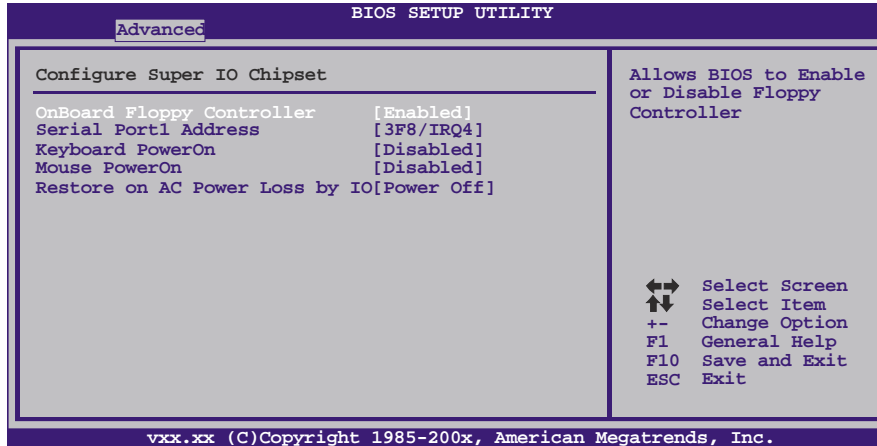 BIOS SETUP UTILITY
Advanced
Configure Super IO Chipset
OnBoard Floppy Controller [Enabled]
Serial Port1 Address [3F8/IRQ4]
Keyboard PowerOn [Disabled]
Mouse PowerOn [Disabled]
Restore on AC Power Loss by IO[Power Off]
Allows BIOS to Enable
or Disable Floppy
Controller
Select Screen
Select Item
+- Change Option
F1 General Help
F10 Save and Exit
ESC Exit
vxx.xx (C)Copyright 1985-200x, American Megatrends, Inc.